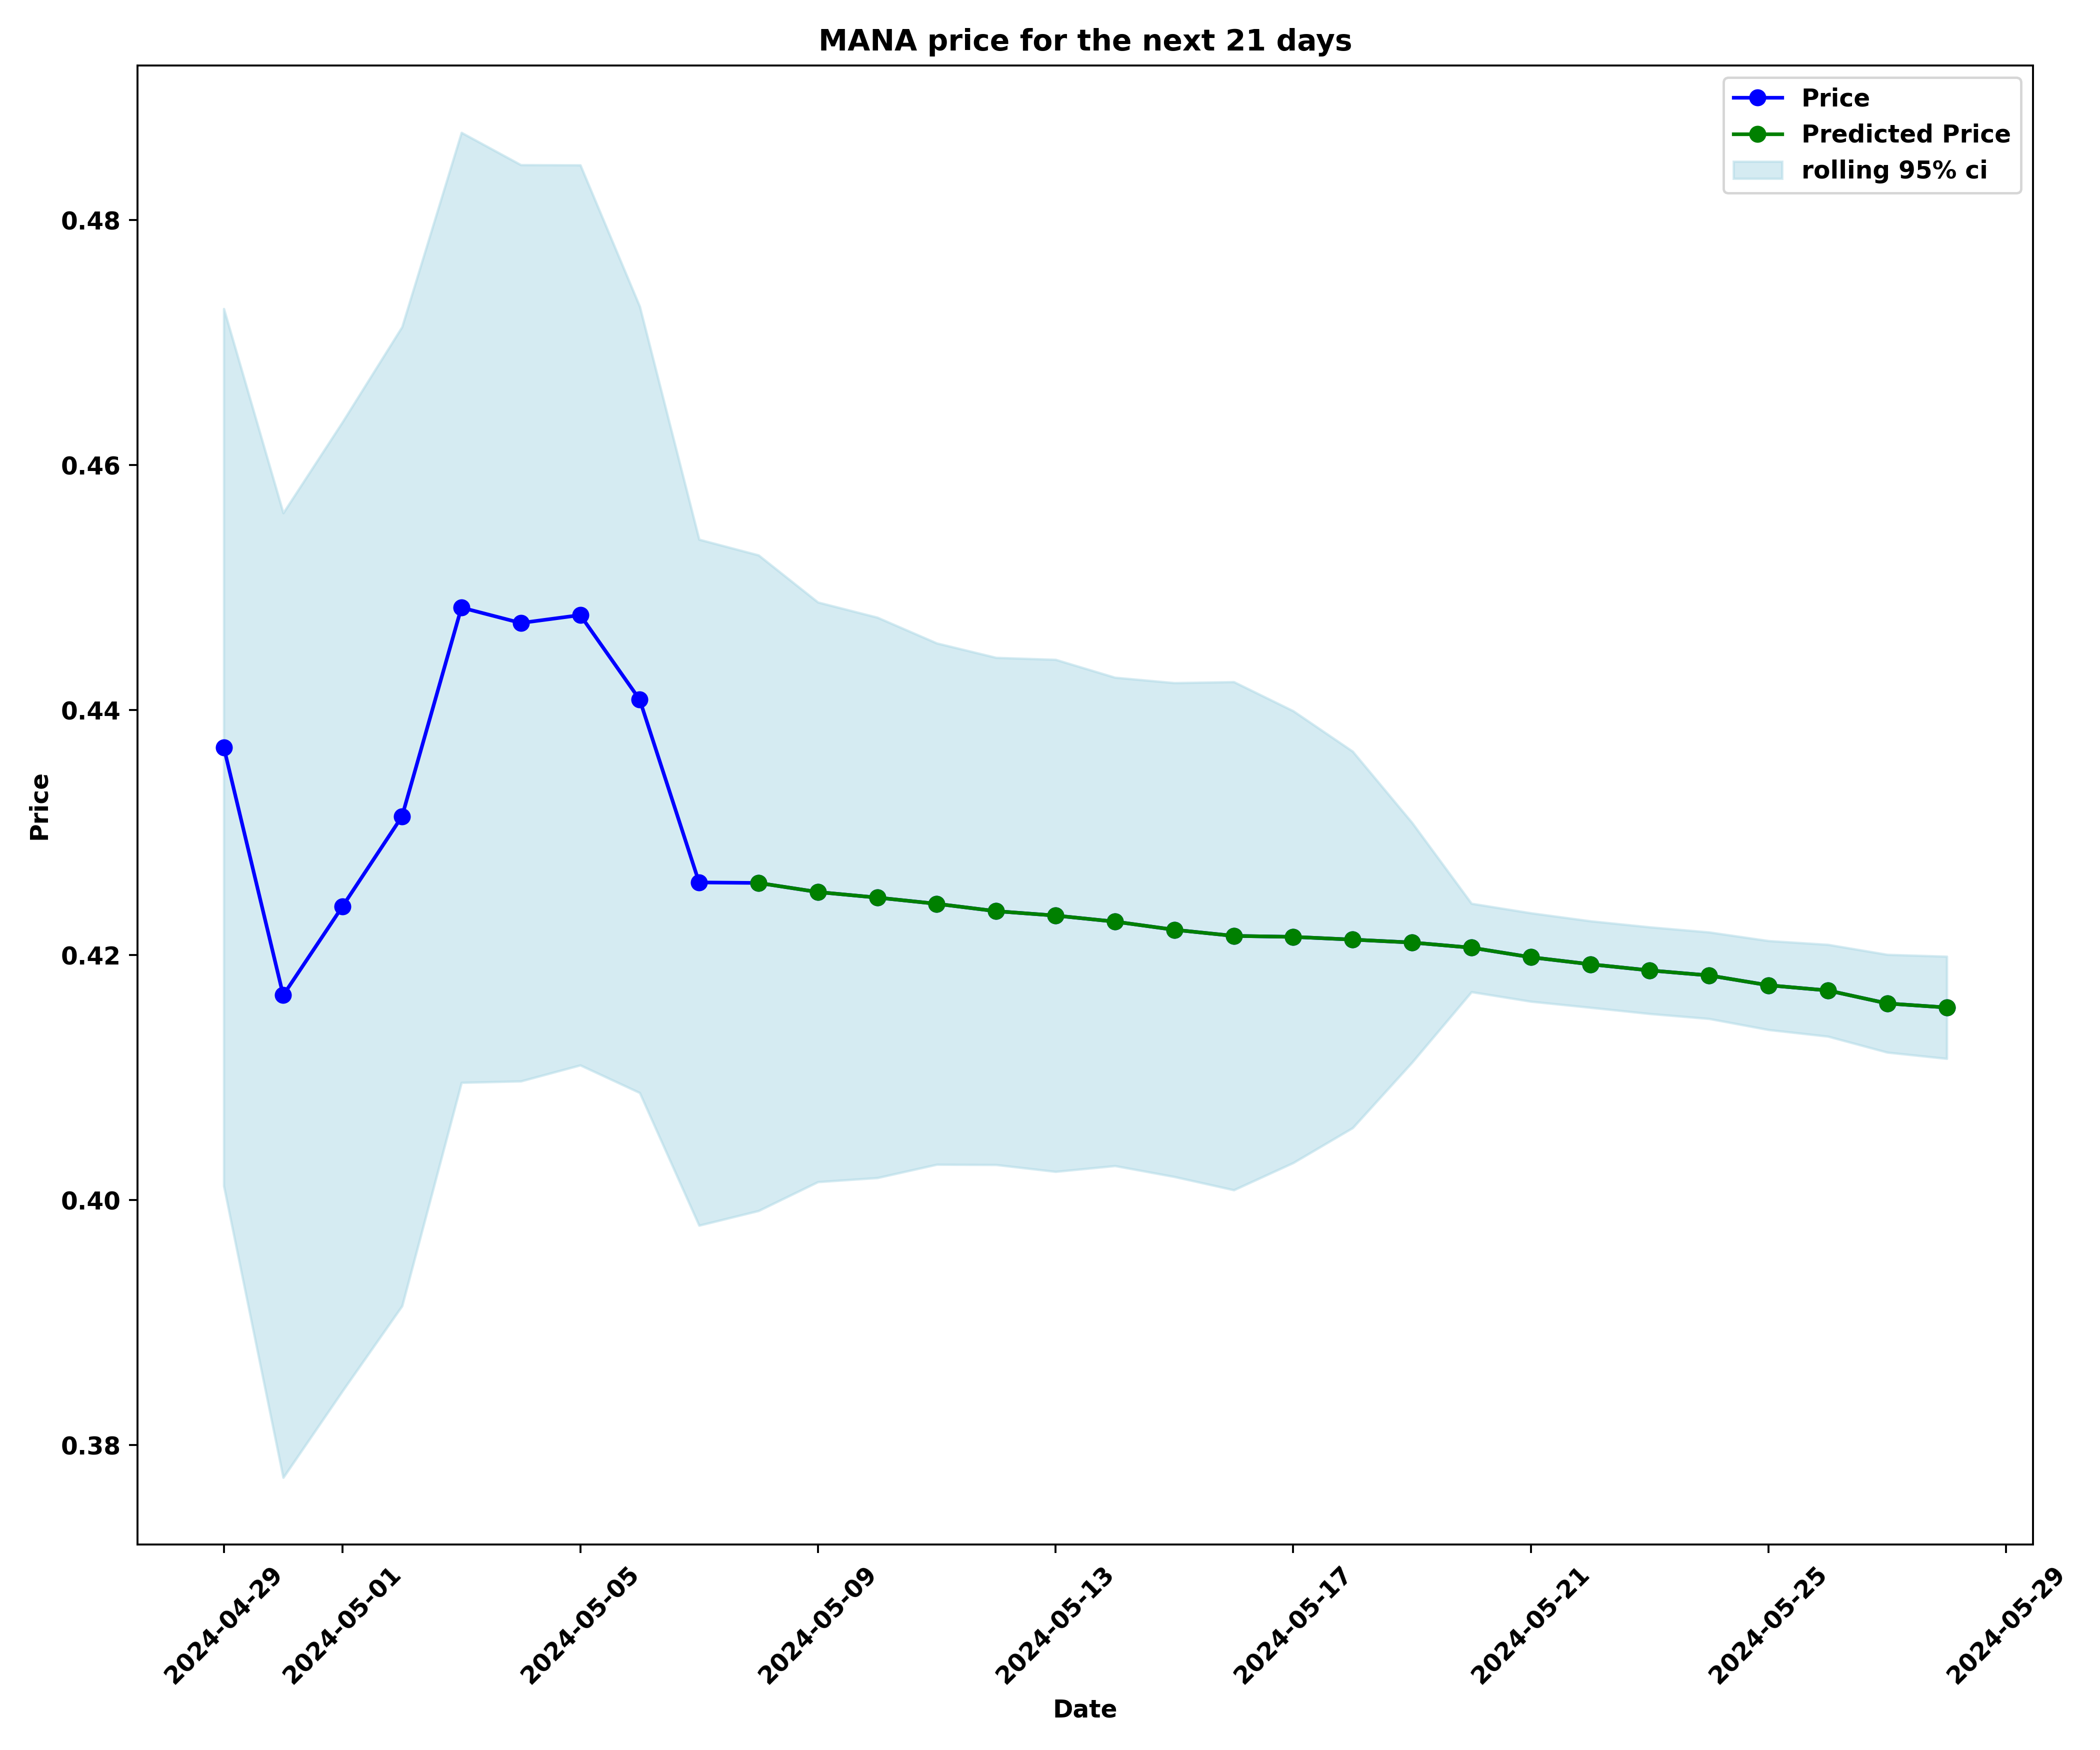 MANA price for the next 21 days
Price
Predicted Price
rolling 95% ci
0.48
0.46
0.44
0.42
0.40
0.38
Price
2024-04-29
2024-05-01
2024-05-05
2024-05-09
2024-05-13
2024-05-17
2024-05-21
2024-05-25
2024-05-29
Date